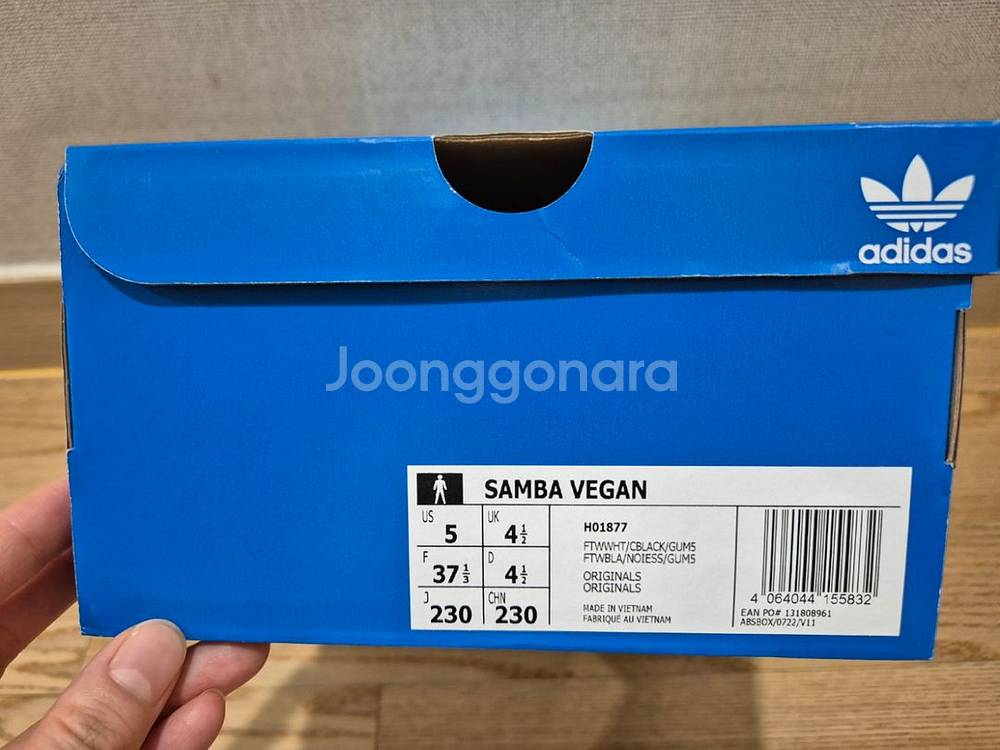 adidas
Joonggonara
SAMBA VEGAN
US 5 UK 4½
F 37⅓ D 4½
J 230 CHN 230
H01877
FTWWHT/CBLACK/GUM5
FTWBLA/NOIESS/GUM5
ORIGINALS
ORIGINALS
MADE IN VIETNAM
FABRIQUE AU VIETNAM
4 064044 155832
EAN PO# 131808961
ABSBOX/0722/V11